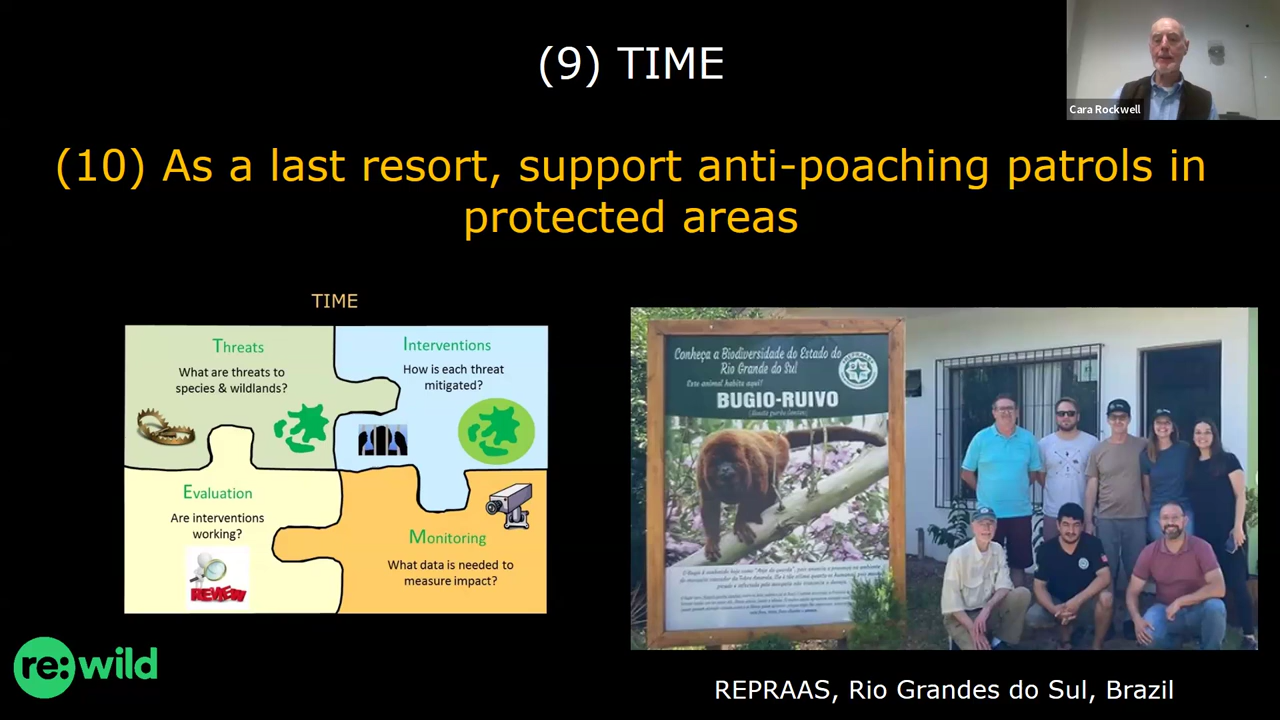 (9) TIME
Cara Rockwell
(10) As a last resort, support anti-poaching patrols in
protected areas
TIME
Threats
What are threats to
species & wildlands?
Interventions
How is each threat
mitigated?
Evaluation
Are interventions
working?
REVIEW
Monitoring
What data is needed to
measure impact?
Conheça a Biodiversidade do Estado do
Rio Grande do Sul
Este animal habita aqui!
BUGIO-RUIVO
re:wild
REPRAAS, Rio Grandes do Sul, Brazil